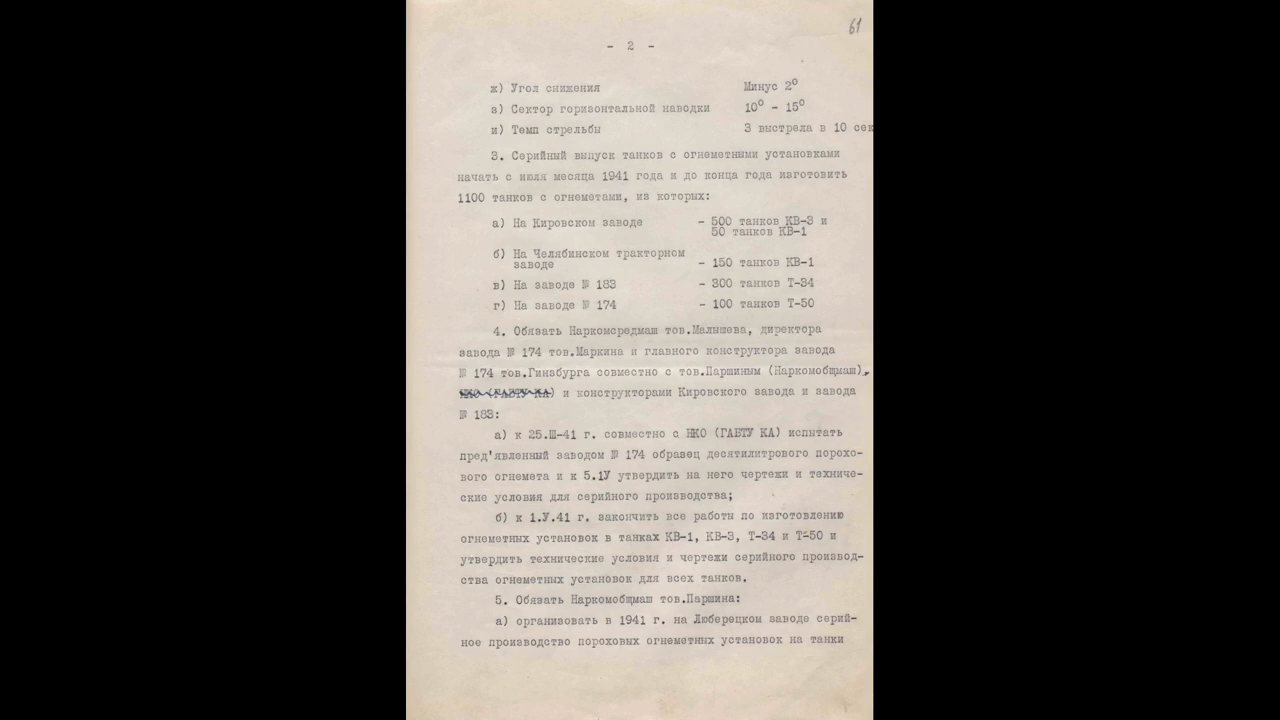 61
- 2 -
ж) Угол снижения Минус 2⁰
з) Сектор горизонтальной наводки 10⁰ - 15⁰
и) Темп стрельбы 3 выстрела в 10 сек
3. Серийный выпуск танков с огнеметными установками
начать с июля месяца 1941 года и до конца года изготовить
1100 танков с огнеметами, из которых:
а) На Кировском заводе - 500 танков КВ-3 и
50 танков КВ-1
б) На Челябинском тракторном
заводе - 150 танков КВ-1
в) На заводе № 183 - 300 танков Т-34
г) На заводе № 174 - 100 танков Т-50
4. Обязать Наркомсредмаш тов.Малышева, директора
завода № 174 тов.Маркина и главного конструктора завода
№ 174 тов.Гинзбурга совместно с тов.Паршиным (Наркомобщмаш),
НКО (ГАБТУ КА) и конструкторами Кировского завода и завода
№ 183:
а) к 25.Ш-41 г. совместно с НКО (ГАБТУ КА) испытать
пред'явленный заводом № 174 образец десятилитрового порохо-
вого огнемета и к 5.1У утвердить на него чертежи и техниче-
ские условия для серийного производства;
б) к 1.У.41 г. закончить все работы по изготовлению
огнеметных установок в танках КВ-1, КВ-3, Т-34 и Т-50 и
утвердить технические условия и чертежи серийного производ-
ства огнеметных установок для всех танков.
5. Обязать Наркомобщмаш тов.Паршина:
а) организовать в 1941 г. на Люберецком заводе серий-
ное производство пороховых огнеметных установок на танки